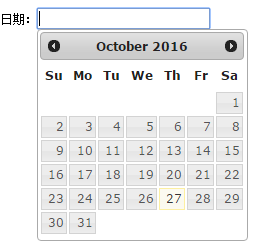 日期：
October 2016
Su Mo Tu We Th Fr Sa
1
2 3 4 5 6 7 8
9 10 11 12 13 14 15
16 17 18 19 20 21 22
23 24 25 26 27 28 29
30 31